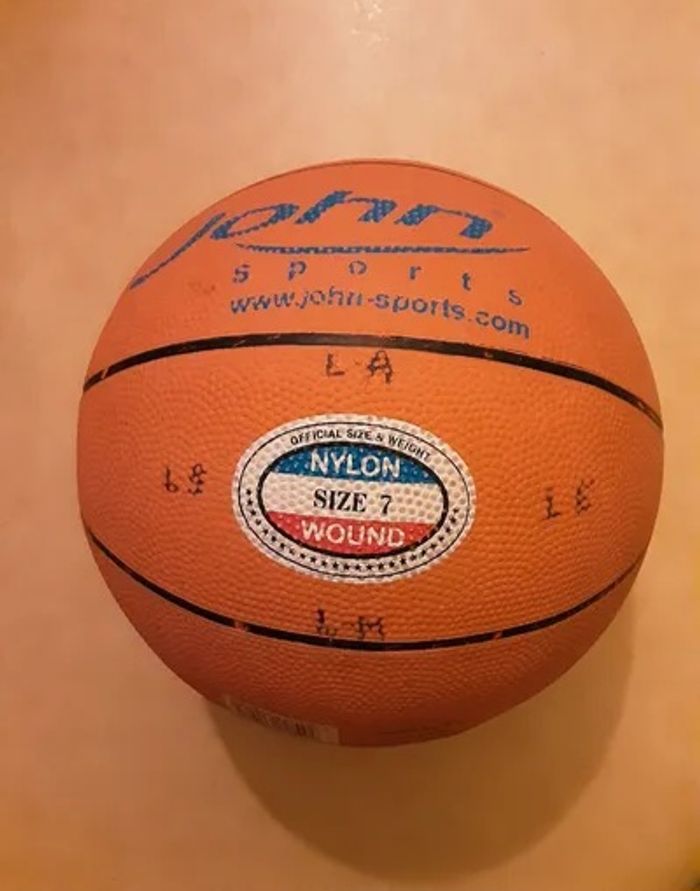 john
sports
www.john-sports.com
L-A
OFFICIAL SIZE & WEIGHT
NYLON
SIZE 7
WOUND
L-M